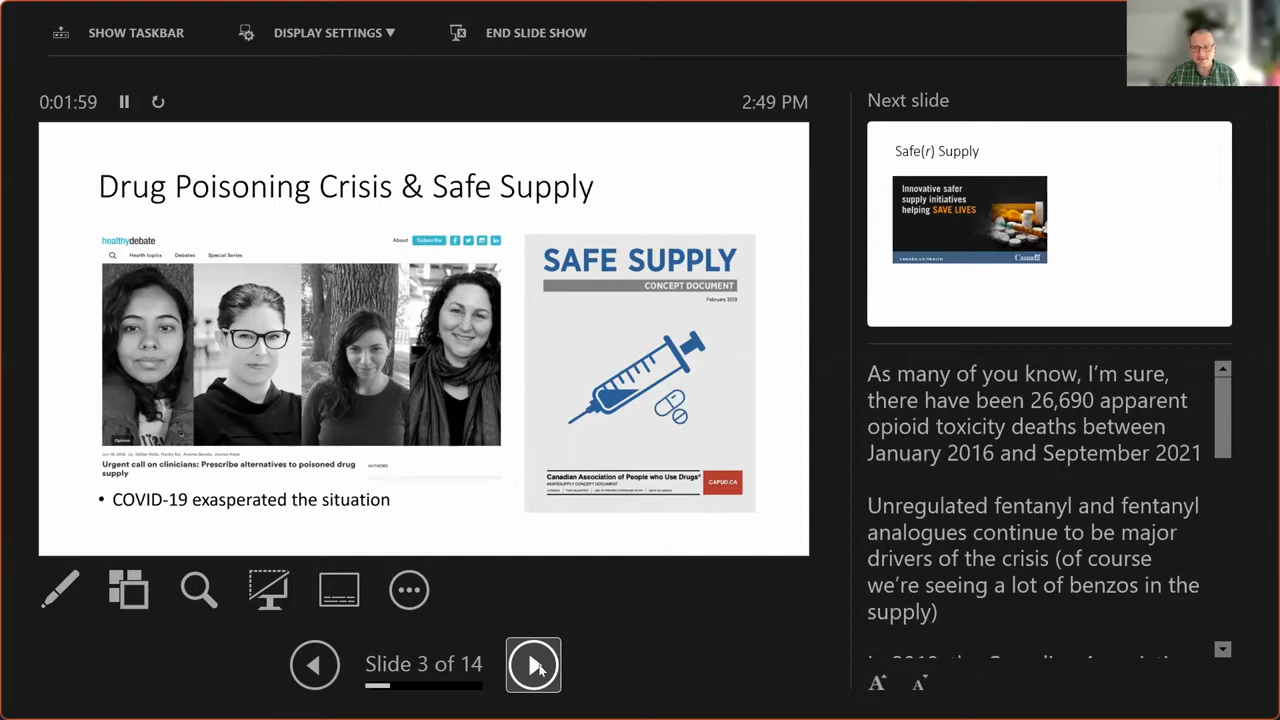 SHOW TASKBAR
DISPLAY SETTINGS ▼
END SLIDE SHOW
0:01:59
2:49 PM
Drug Poisoning Crisis & Safe Supply
healthydebate
About
Subscribe
Health topics
Debates
Special Series
Opinion
Urgent call on clinicians: Prescribe alternatives to poisoned drug
supply
AUTHORS
• COVID-19 exasperated the situation
SAFE SUPPLY
CONCEPT DOCUMENT
February 2019
Canadian Association of People who Use Drugs
CAPUD.CA
Slide 3 of 14
Next slide
Safe(r) Supply
Innovative safer
supply initiatives
helping SAVE LIVES
CANADA.CA/HEALTH
Canada
As many of you know, I'm sure,
there have been 26,690 apparent
opioid toxicity deaths between
January 2016 and September 2021
Unregulated fentanyl and fentanyl
analogues continue to be major
drivers of the crisis (of course
we're seeing a lot of benzos in the
supply)
A
A